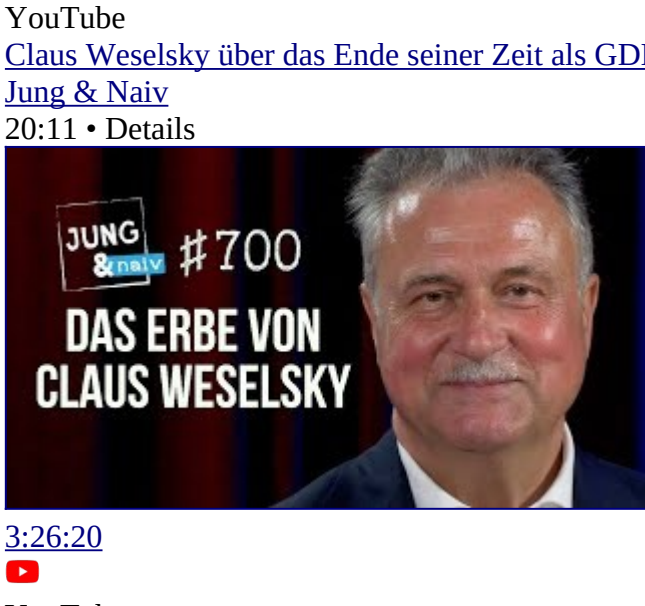 YouTube
Claus Weselsky über das Ende seiner Zeit als GD
Jung & Naiv
20:11 • Details
JUNG
& naiv
#700
DAS ERBE VON
CLAUS WESELSKY
3:26:20